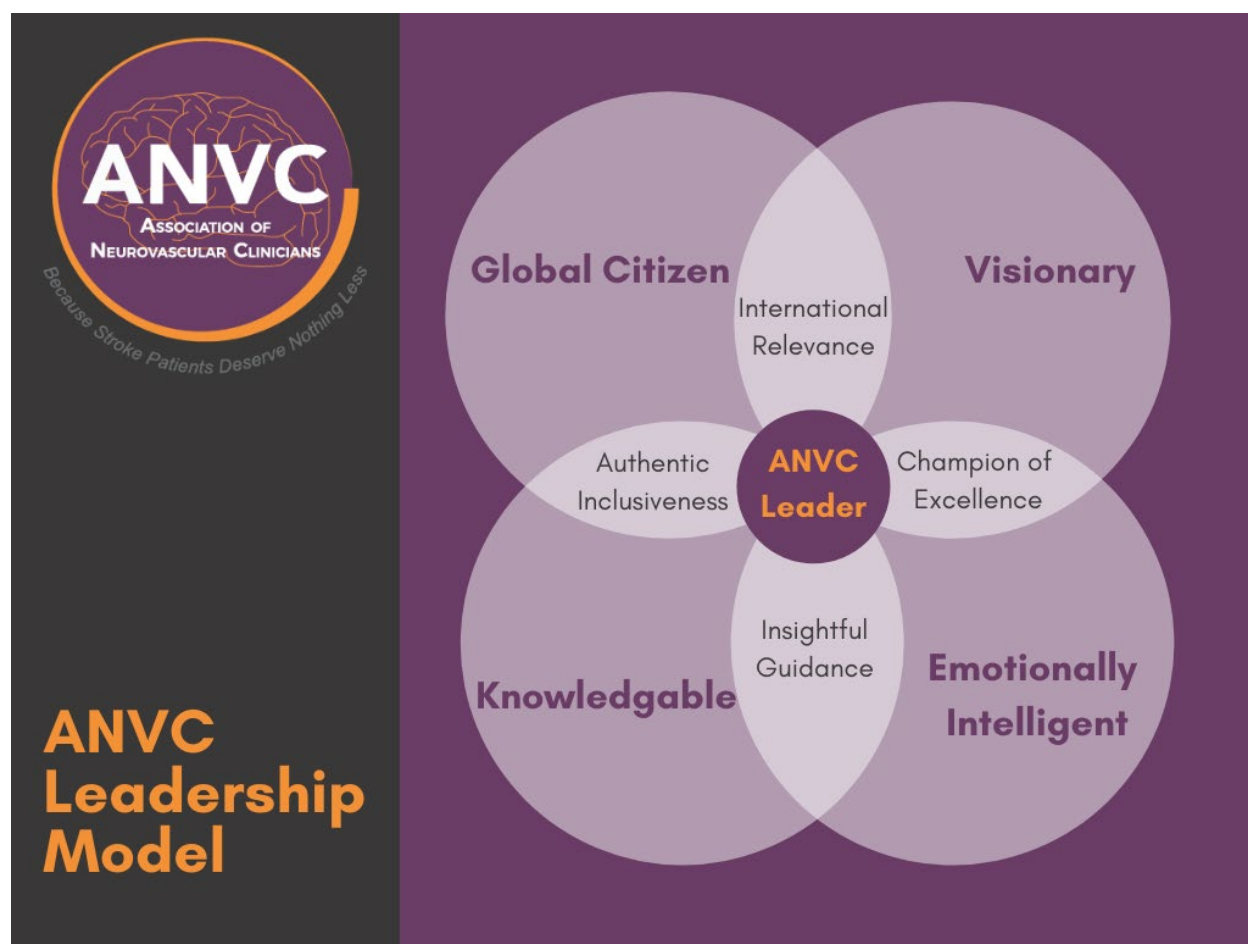 ANVC
ASSOCIATION OF
NEUROVASCULAR CLINICIANS
Because Stroke Patients Deserve Nothing Less
ANVC
Leadership
Model
Global Citizen
Visionary
International
Relevance
Authentic
Inclusiveness
ANVC
Leader
Champion of
Excellence
Insightful
Guidance
Knowledgable
Emotionally
Intelligent